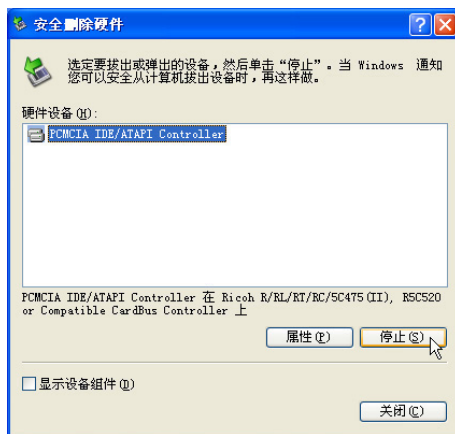 安全删除硬件
选定要拔出或弹出的设备，然后单击“停止”。当 Windows 通知
您可以安全从计算机拔出设备时，再这样做。
硬件设备(H):
PCMCIA IDE/ATAPI Controller
PCMCIA IDE/ATAPI Controller 在 Ricoh R/RL/RT/RC/5C475(II), R5C520
or Compatible CardBus Controller 上
属性(P) 停止(S)
显示设备组件(D)
关闭(C)